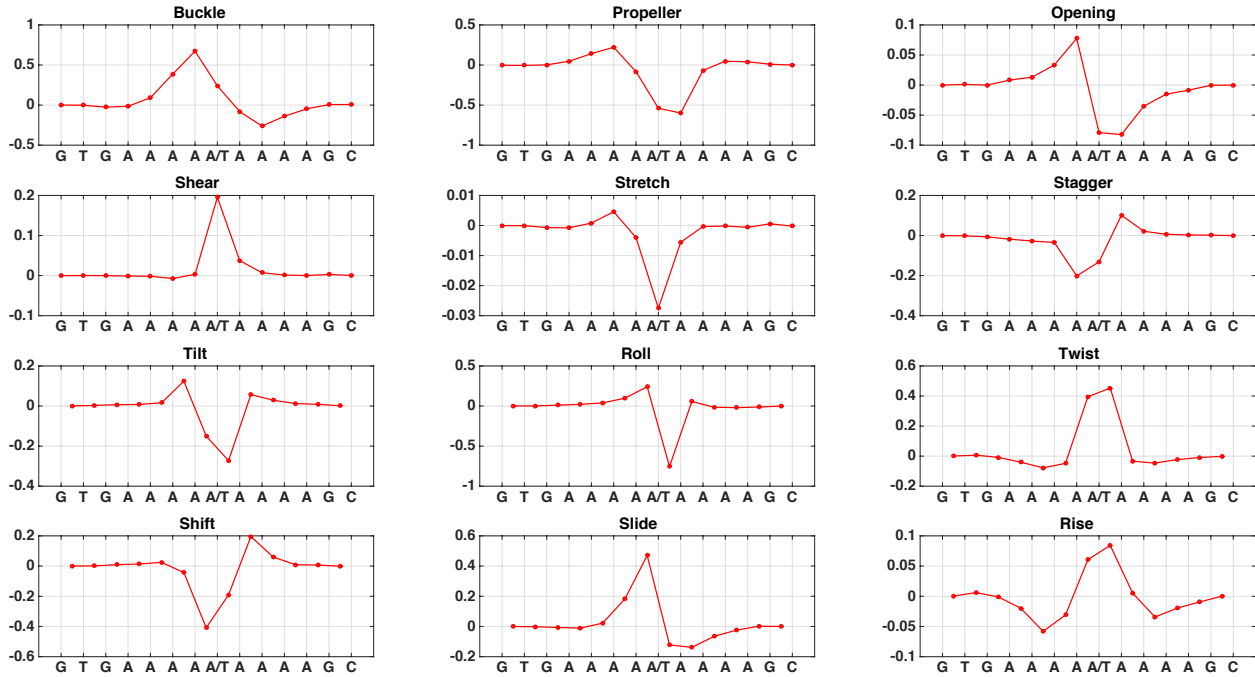 Buckle
1
0.5
0
-0.5
G T G A A A A A/T A A A A G C
Propeller
0.5
0
-0.5
-1
G T G A A A A A/T A A A A G C
Opening
0.1
0.05
0
-0.05
-0.1
G T G A A A A A/T A A A A G C
Shear
0.2
0.1
0
-0.1
G T G A A A A A/T A A A A G C
Stretch
0.01
0
-0.01
-0.02
-0.03
G T G A A A A A/T A A A A G C
Stagger
0.2
0
-0.2
-0.4
G T G A A A A A/T A A A A G C
Tilt
0.2
0
-0.2
-0.4
G T G A A A A A/T A A A A G C
Roll
0.5
0
-0.5
-1
G T G A A A A A/T A A A A G C
Twist
0.6
0.4
0.2
0
-0.2
G T G A A A A A/T A A A A G C
Shift
0.2
0
-0.2
-0.4
-0.6
G T G A A A A A/T A A A A G C
Slide
0.6
0.4
0.2
0
-0.2
G T G A A A A A/T A A A A G C
Rise
0.1
0.05
0
-0.05
-0.1
G T G A A A A A/T A A A A G C